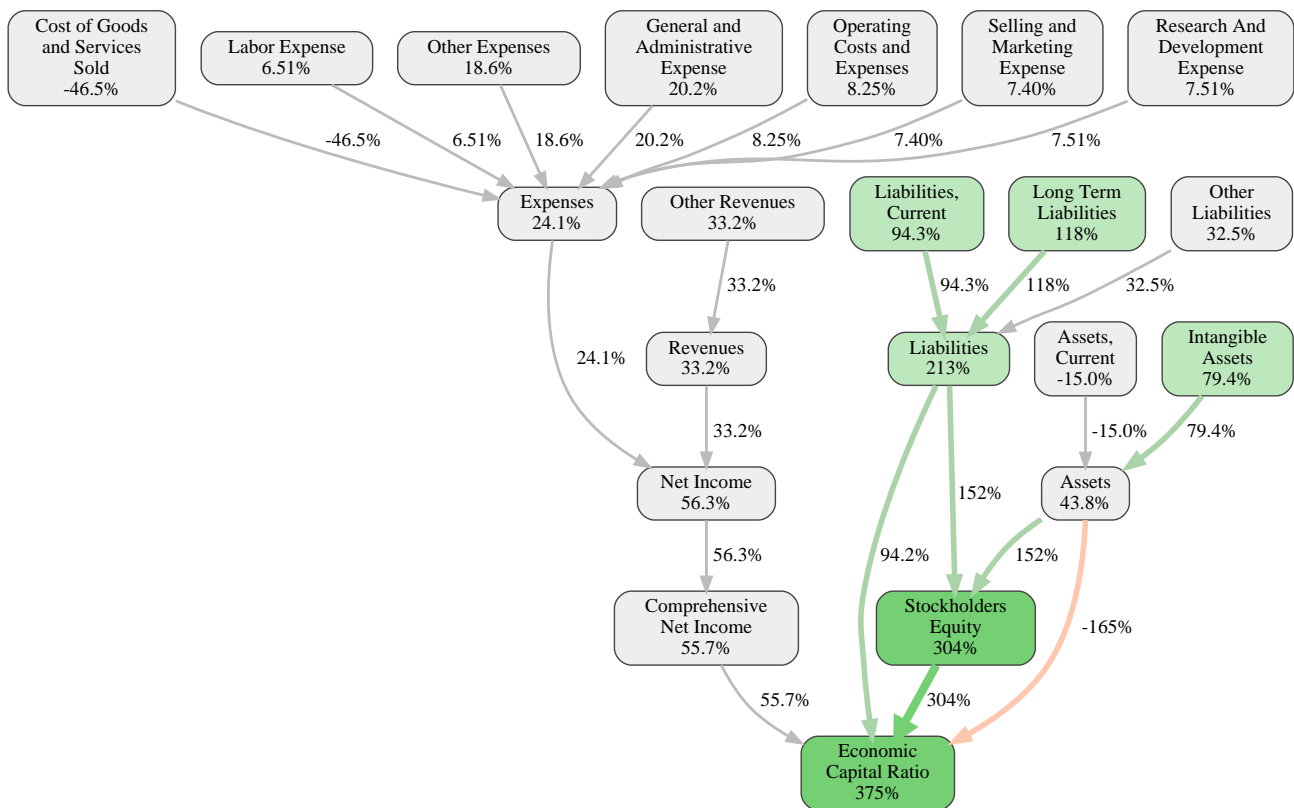 Cost of Goods
and Services
Sold
-46.5%
Labor Expense
6.51%
Other Expenses
18.6%
General and
Administrative
Expense
20.2%
Operating
Costs and
Expenses
8.25%
Selling and
Marketing
Expense
7.40%
Research And
Development
Expense
7.51%
-46.5%
6.51%
18.6%
20.2%
8.25%
7.40%
7.51%
Expenses
24.1%
Other Revenues
33.2%
Liabilities,
Current
94.3%
Long Term
Liabilities
118%
Other
Liabilities
32.5%
33.2%
94.3%
118%
32.5%
24.1%
Revenues
33.2%
Liabilities
213%
Assets,
Current
-15.0%
Intangible
Assets
79.4%
33.2%
-15.0%
79.4%
Net Income
56.3%
152%
Assets
43.8%
56.3%
94.2%
152%
Comprehensive
Net Income
55.7%
Stockholders
Equity
304%
-165%
55.7%
304%
Economic
Capital Ratio
375%